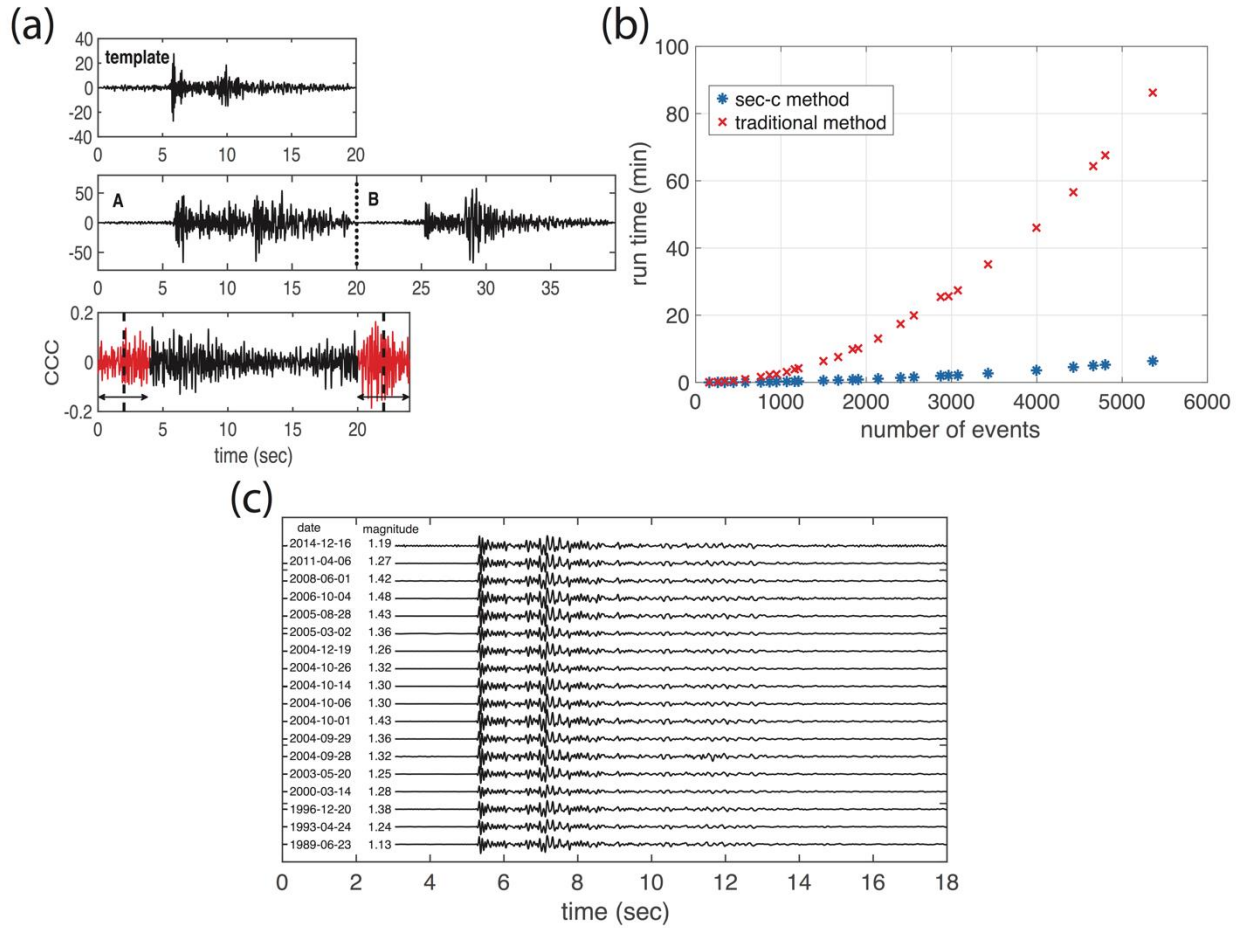 (a)
template
40
20
0
-20
-40
0 5 10 15 20
A B
50
0
-50
0 5 10 15 20 25 30 35
CCC
0.2
0
-0.2
0 5 10 15 20
time (sec)
(b)
run time (min)
100
80
60
40
20
0
sec-c method
traditional method
0 1000 2000 3000 4000 5000 6000
number of events
(c)
date magnitude
2014-12-16 1.19
2011-04-06 1.27
2008-06-01 1.42
2006-10-04 1.48
2005-08-28 1.43
2005-03-02 1.36
2004-12-19 1.26
2004-10-26 1.32
2004-10-14 1.30
2004-10-06 1.30
2004-10-01 1.43
2004-09-29 1.36
2004-09-28 1.32
2003-05-20 1.25
2000-03-14 1.28
1996-12-20 1.38
1993-04-24 1.24
1989-06-23 1.13
0 2 4 6 8 10 12 14 16 18
time (sec)